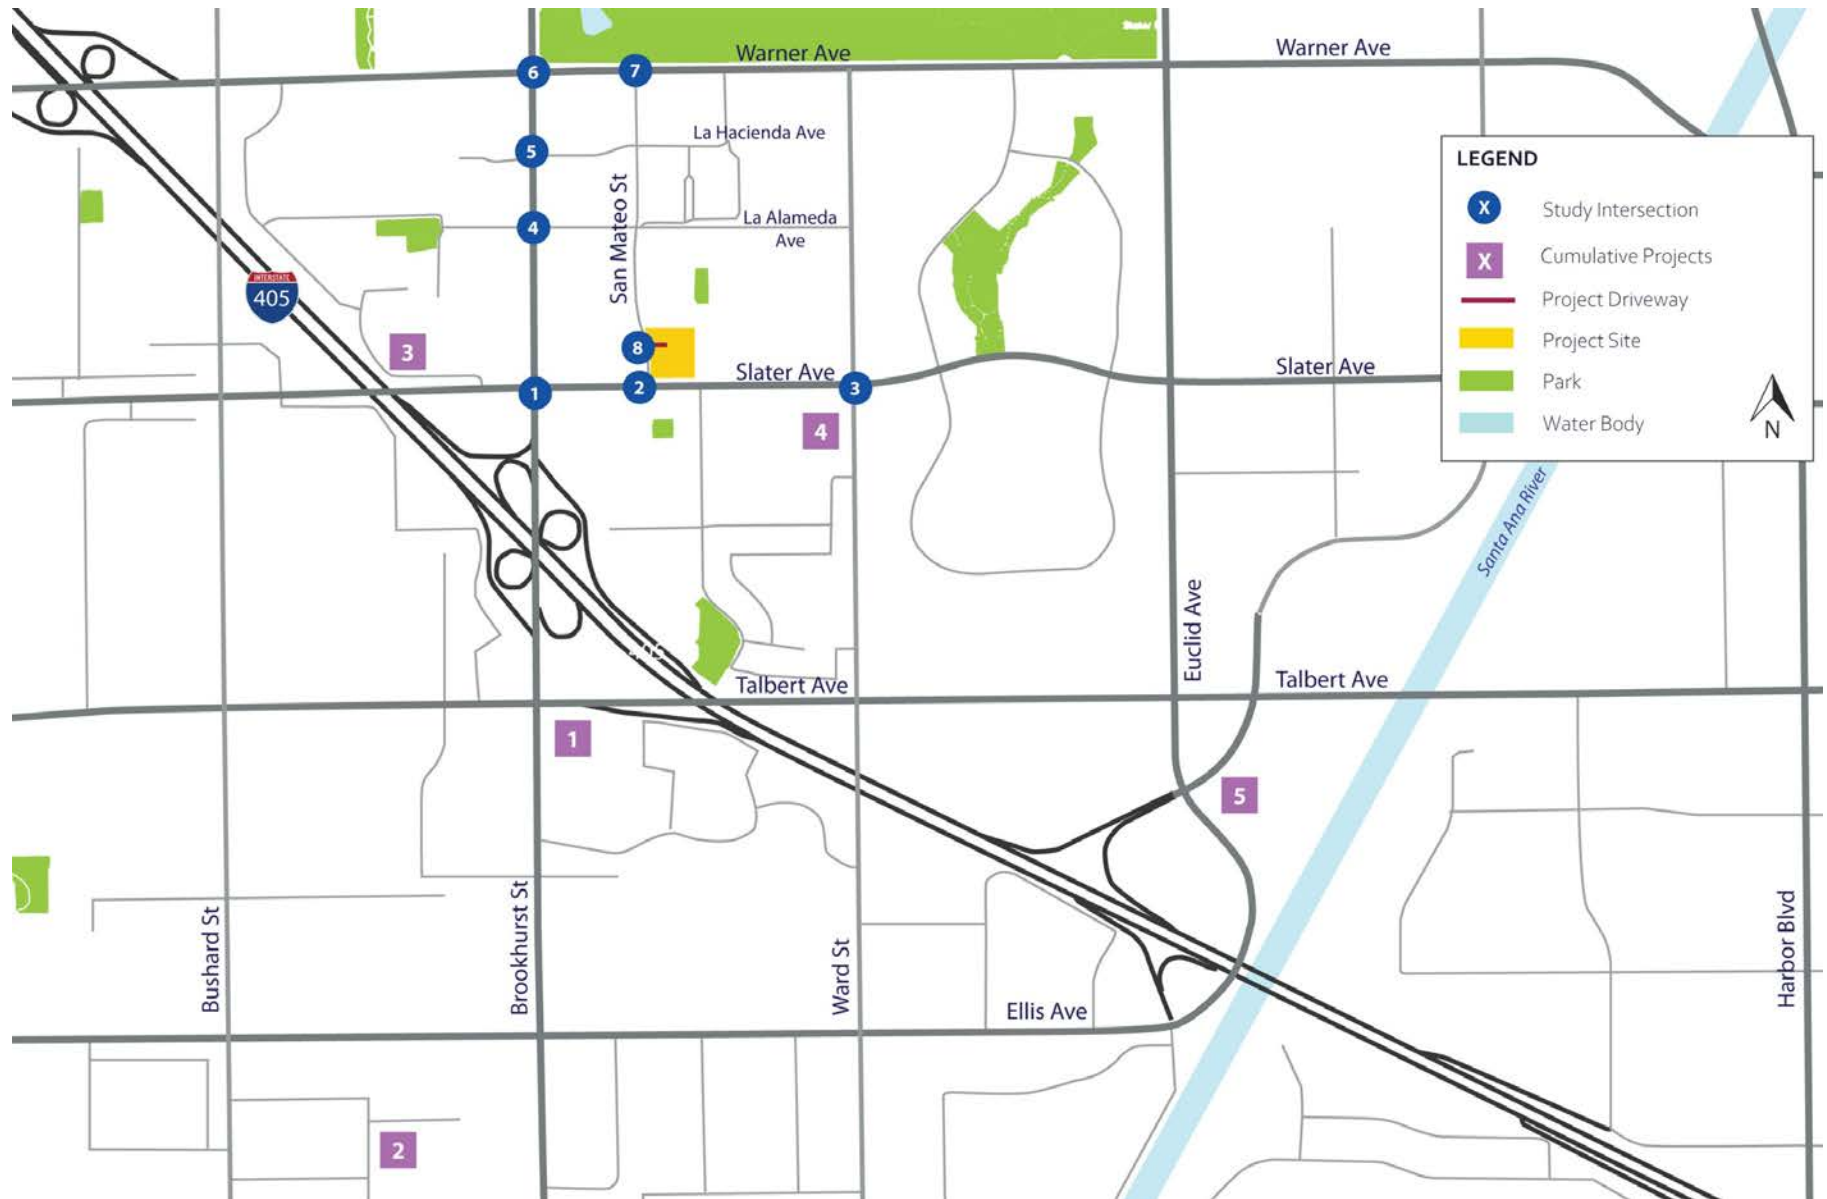 Warner Ave
Warner Ave
6
7
La Hacienda Ave
5
LEGEND
X Study Intersection
X Cumulative Projects
Project Driveway
Project Site
Park
Water Body
N
San Mateo St
La Alameda
Ave
4
INTERSTATE
405
3
8
Slater Ave
Slater Ave
1
2
3
4
Santa Ana River
Euclid Ave
405
Talbert Ave
Talbert Ave
1
5
Bushard St
Brookhurst St
Ward St
Harbor Blvd
Ellis Ave
2